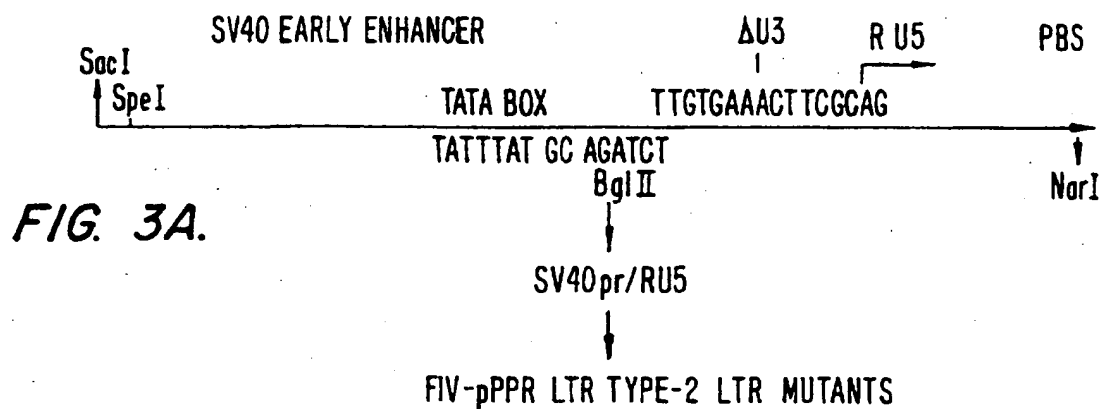 SV40 EARLY ENHANCER
ΔU3
R U5
PBS
SacI
SpeI
TATA BOX
TTGTGAAACTTCGCAG
TATTTAT GC AGATCT
BglII
NarI
FIG. 3A.
SV40pr/RU5
FIV-pPPR LTR TYPE-2 LTR MUTANTS